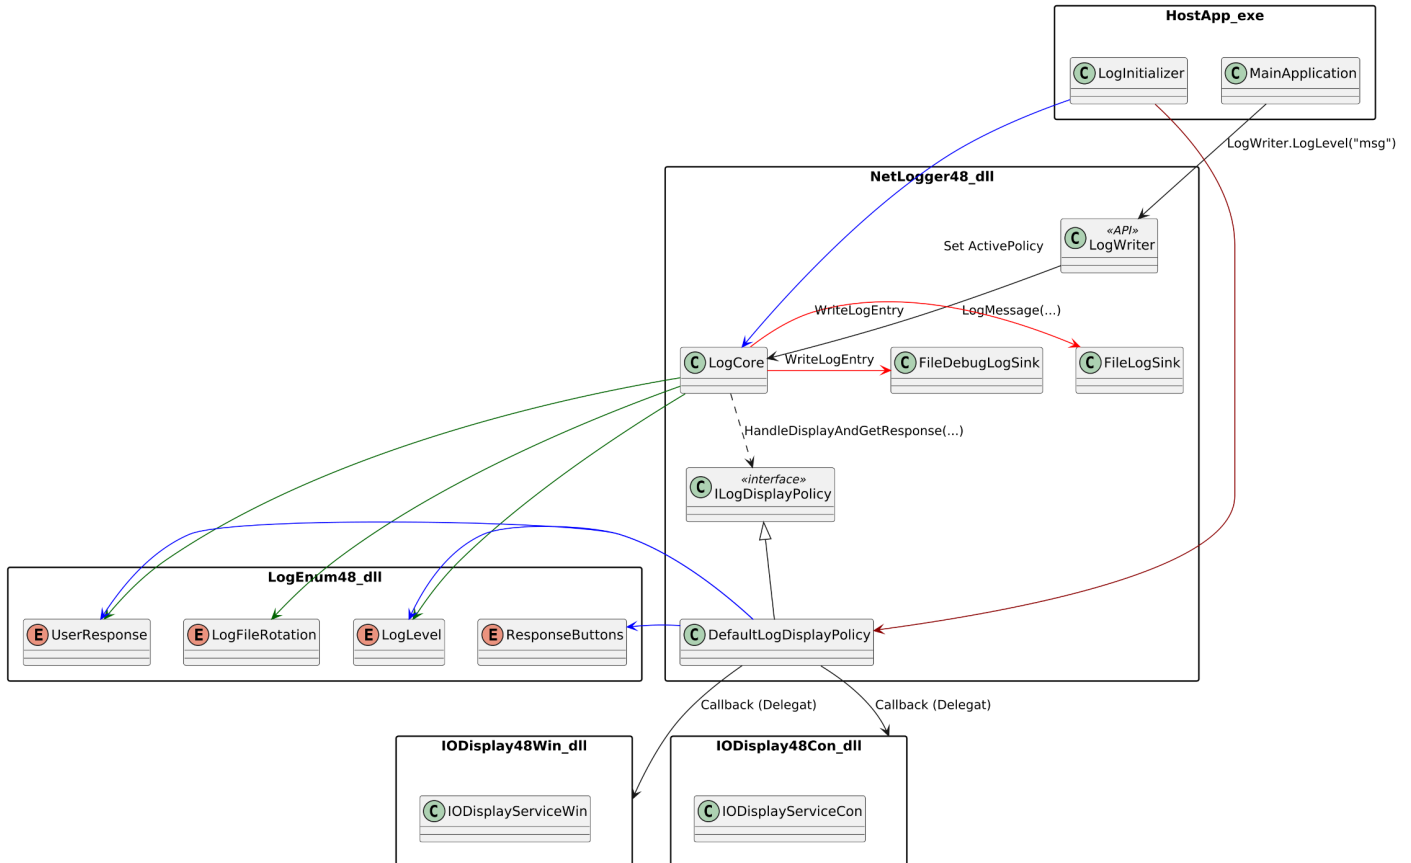 HostApp_exe
C LogInitializer
C MainApplication
LogWriter.LogLevel("msg")
NetLogger48_dll
«API»
C LogWriter
Set ActivePolicy
WriteLogEntry
LogMessage(...)
C LogCore
WriteLogEntry
C FileDebugLogSink
C FileLogSink
HandleDisplayAndGetResponse(...)
«interface»
C ILogDisplayPolicy
LogEnum48_dll
E UserResponse
E LogFileRotation
E LogLevel
E ResponseButtons
C DefaultLogDisplayPolicy
Callback (Delegat)
Callback (Delegat)
IODisplay48Win_dll
IODisplay48Con_dll
C IODisplayServiceWin
C IODisplayServiceCon